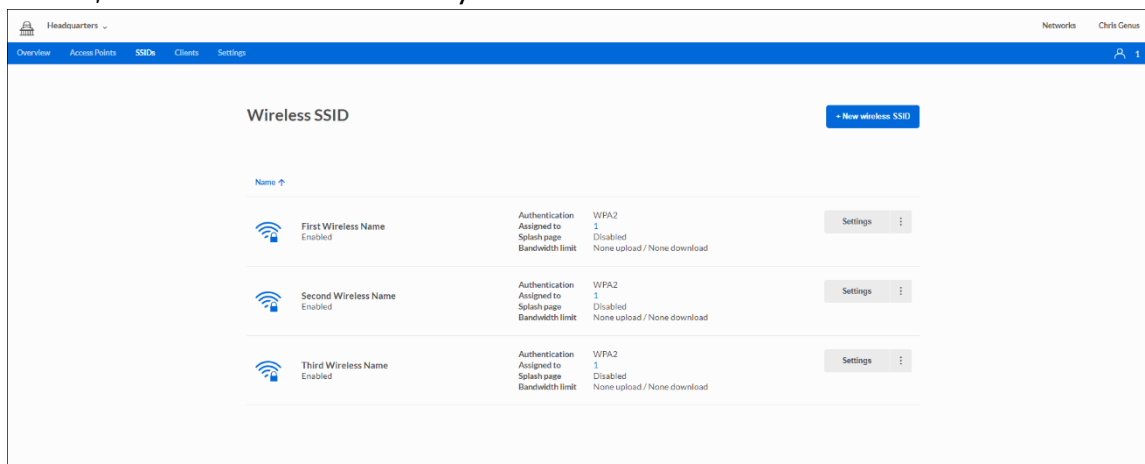 Headquarters
Networks
Chris Genus
Overview Access Points SSIDs Clients Settings
1
Wireless SSID
+ New wireless SSID
Name ↑
First Wireless Name
Enabled
Authentication WPA2
Assigned to 1
Splash page Disabled
Bandwidth limit None upload / None download
Settings
Second Wireless Name
Enabled
Authentication WPA2
Assigned to 1
Splash page Disabled
Bandwidth limit None upload / None download
Settings
Third Wireless Name
Enabled
Authentication WPA2
Assigned to 1
Splash page Disabled
Bandwidth limit None upload / None download
Settings